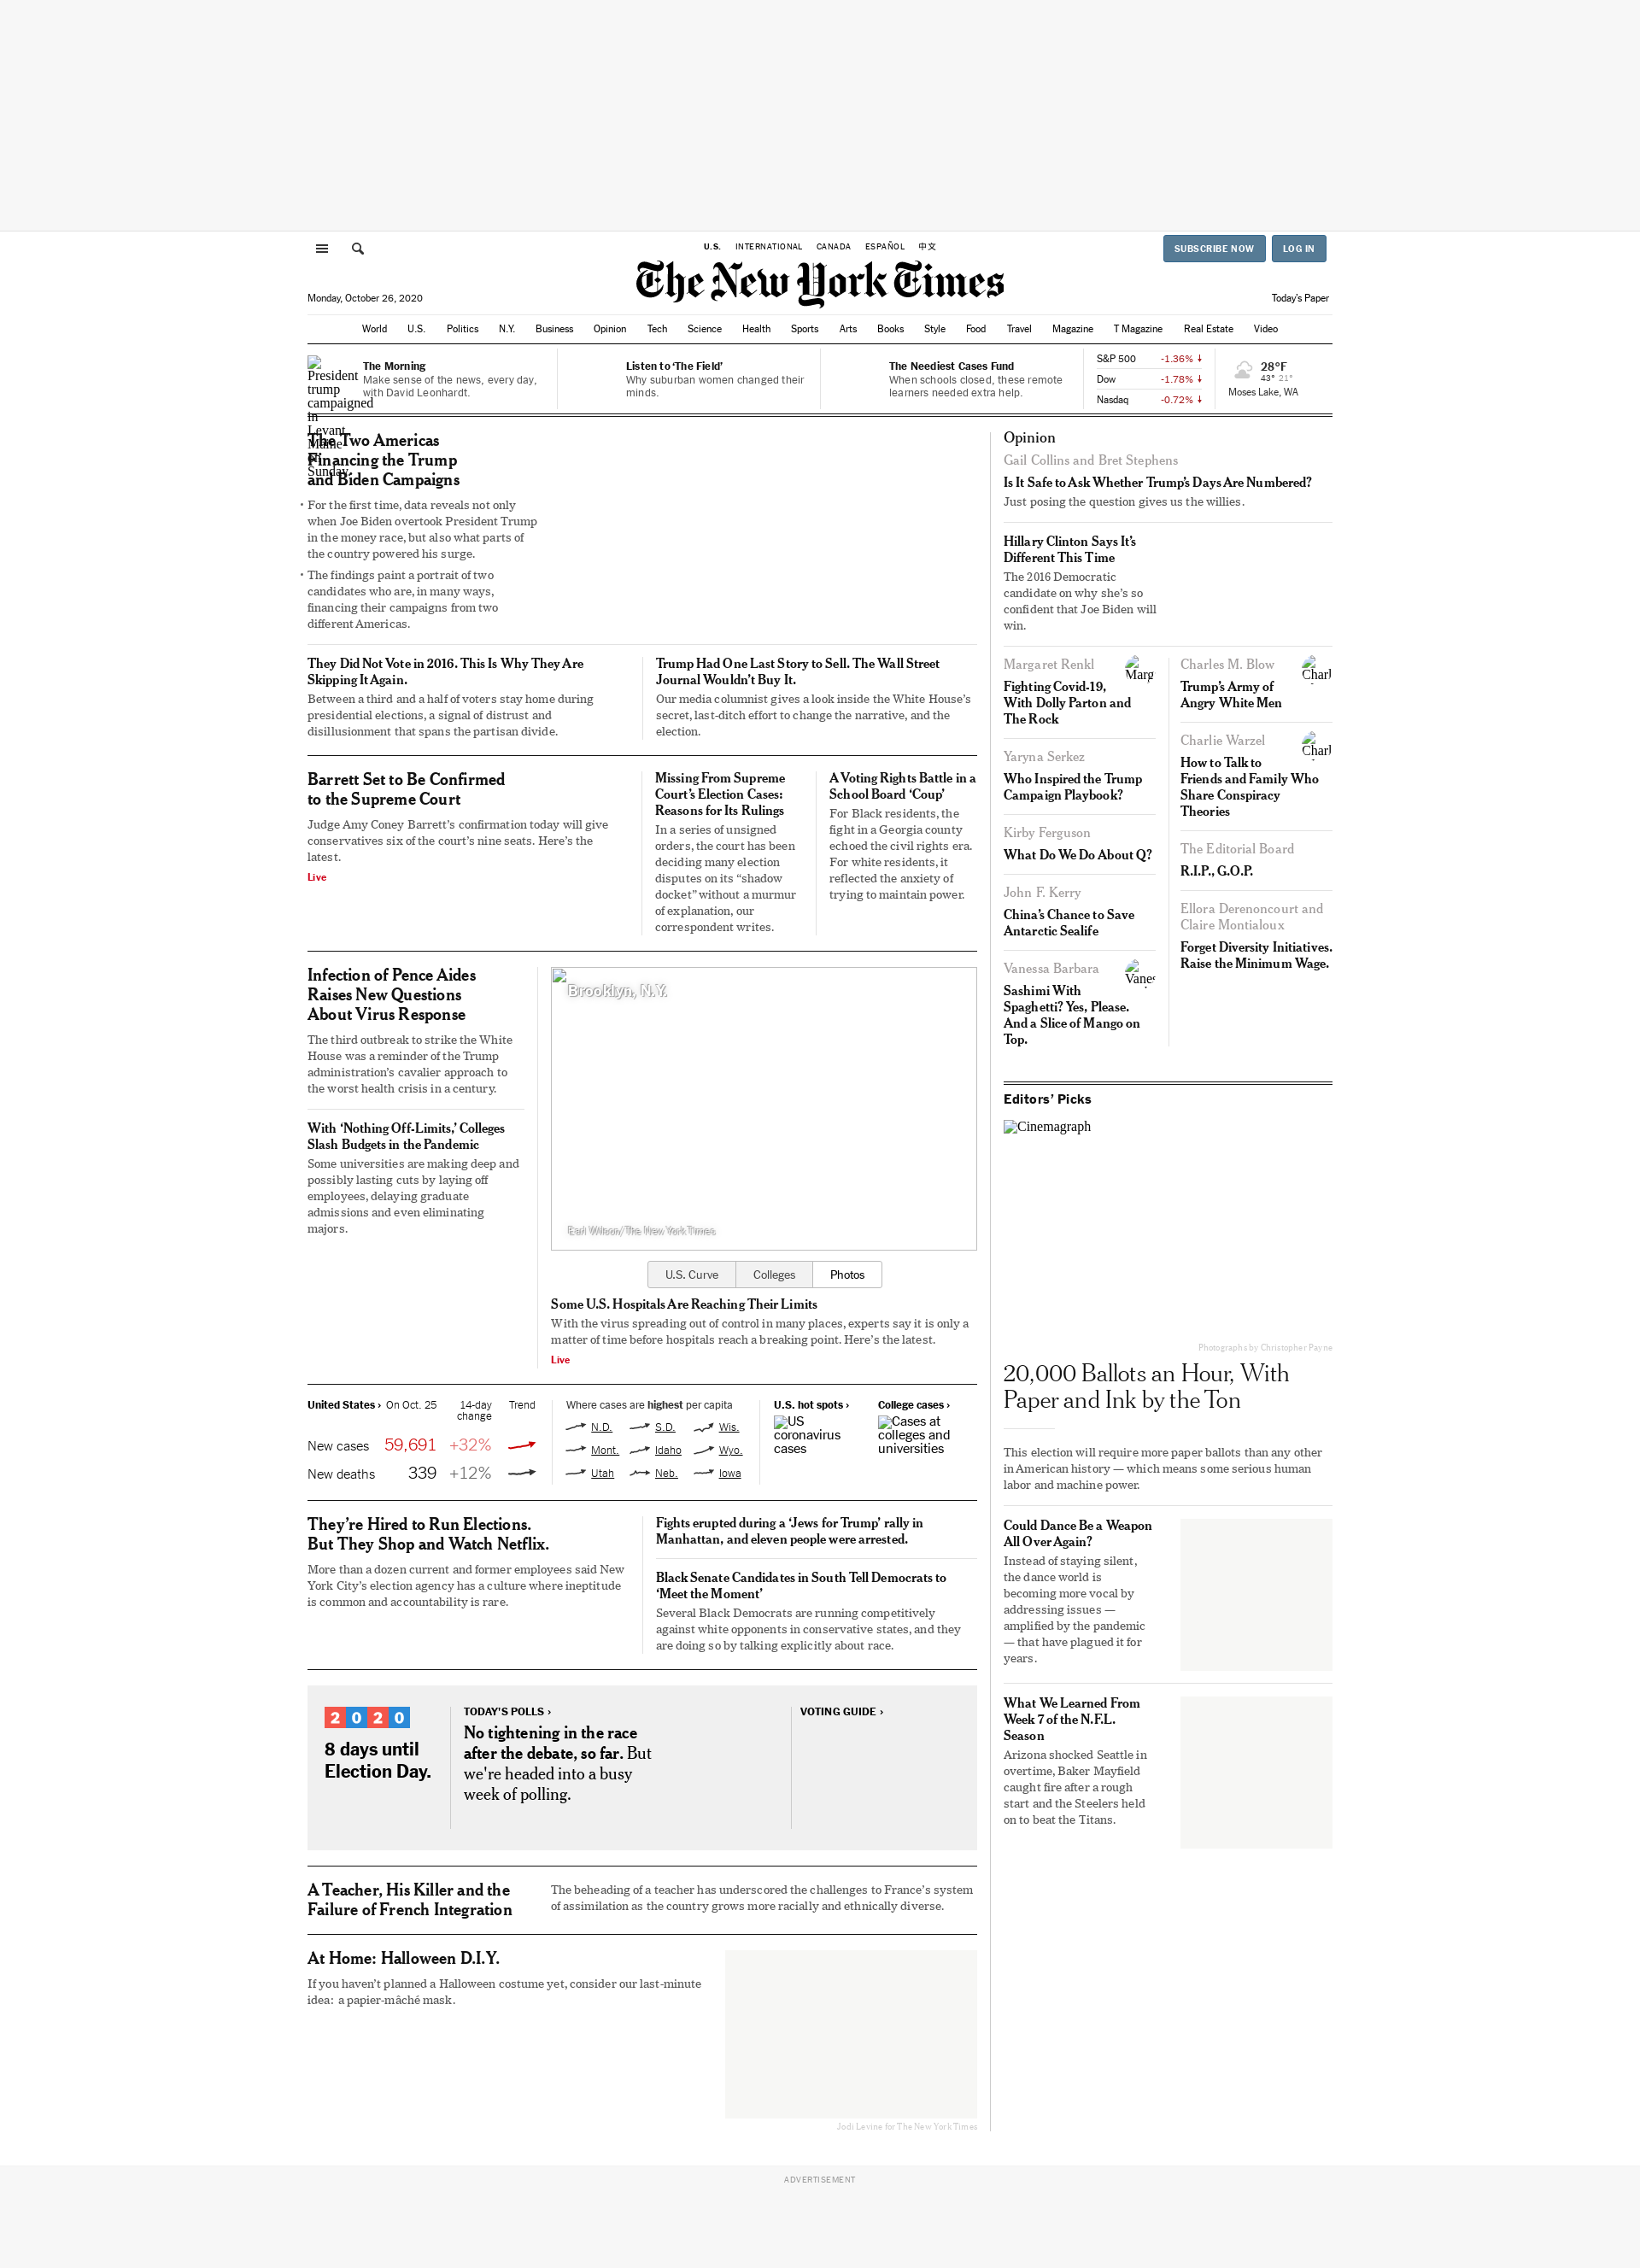 U.S. INTERNATIONAL CANADA ESPAÑOL 中文
SUBSCRIBE NOW LOG IN
The New York Times
Monday, October 26, 2020
Today's Paper
World U.S. Politics N.Y. Business Opinion Tech Science Health Sports Arts Books Style Food Travel Magazine T Magazine Real Estate Video
President
trump
campaigned
in
Levant
Maine
on
Sunday
The Morning
Make sense of the news, every day,
with David Leonhardt.
Listen to ‘The Field’
Why suburban women changed their
minds.
The Neediest Cases Fund
When schools closed, these remote
learners needed extra help.
S&P 500 -1.36% ↓
Dow -1.78% ↓
Nasdaq -0.72% ↓
28°F
43° 21°
Moses Lake, WA
The Two Americas
Financing the Trump
and Biden Campaigns
• For the first time, data reveals not only
when Joe Biden overtook President Trump
in the money race, but also what parts of
the country powered his surge.
• The findings paint a portrait of two
candidates who are, in many ways,
financing their campaigns from two
different Americas.
They Did Not Vote in 2016. This Is Why They Are
Skipping It Again.
Between a third and a half of voters stay home during
presidential elections, a signal of distrust and
disillusionment that spans the partisan divide.
Trump Had One Last Story to Sell. The Wall Street
Journal Wouldn’t Buy It.
Our media columnist gives a look inside the White House’s
secret, last-ditch effort to change the narrative, and the
election.
Barrett Set to Be Confirmed
to the Supreme Court
Judge Amy Coney Barrett’s confirmation today will give
conservatives six of the court’s nine seats. Here’s the
latest.
Live
Missing From Supreme
Court’s Election Cases:
Reasons for Its Rulings
In a series of unsigned
orders, the court has been
deciding many election
disputes on its “shadow
docket” without a murmur
of explanation, our
correspondent writes.
A Voting Rights Battle in a
School Board ‘Coup’
For Black residents, the
fight in a Georgia county
echoed the civil rights era.
For white residents, it
reflected the anxiety of
trying to maintain power.
Infection of Pence Aides
Raises New Questions
About Virus Response
The third outbreak to strike the White
House was a reminder of the Trump
administration’s cavalier approach to
the worst health crisis in a century.
With ‘Nothing Off-Limits,’ Colleges
Slash Budgets in the Pandemic
Some universities are making deep and
possibly lasting cuts by laying off
employees, delaying graduate
admissions and even eliminating
majors.
Brooklyn, N.Y.
Earl Wilson/The New York Times
U.S. Curve Colleges Photos
Some U.S. Hospitals Are Reaching Their Limits
With the virus spreading out of control in many places, experts say it is only a
matter of time before hospitals reach a breaking point. Here’s the latest.
Live
United States › On Oct. 25 14-day
change Trend
New cases 59,691 +32%
New deaths 339 +12%
Where cases are highest per capita
N.D. S.D. Wis.
Mont. Idaho Wyo.
Utah Neb. Iowa
U.S. hot spots ›
US
coronavirus
cases
College cases ›
Cases at
colleges and
universities
They’re Hired to Run Elections.
But They Shop and Watch Netflix.
More than a dozen current and former employees said New
York City’s election agency has a culture where ineptitude
is common and accountability is rare.
Fights erupted during a ‘Jews for Trump’ rally in
Manhattan, and eleven people were arrested.
Black Senate Candidates in South Tell Democrats to
‘Meet the Moment’
Several Black Democrats are running competitively
against white opponents in conservative states, and they
are doing so by talking explicitly about race.
2020
8 days until
Election Day.
TODAY’S POLLS ›
No tightening in the race
after the debate, so far. But
we're headed into a busy
week of polling.
VOTING GUIDE ›
A Teacher, His Killer and the
Failure of French Integration
The beheading of a teacher has underscored the challenges to France’s system
of assimilation as the country grows more racially and ethnically diverse.
At Home: Halloween D.I.Y.
If you haven’t planned a Halloween costume yet, consider our last-minute
idea: a papier-mâché mask.
Jodi Levine for The New York Times
Opinion
Gail Collins and Bret Stephens
Is It Safe to Ask Whether Trump’s Days Are Numbered?
Just posing the question gives us the willies.
Hillary Clinton Says It’s
Different This Time
The 2016 Democratic
candidate on why she’s so
confident that Joe Biden will
win.
Margaret Renkl
Marg
Fighting Covid-19,
With Dolly Parton and
The Rock
Yaryna Serkez
Who Inspired the Trump
Campaign Playbook?
Kirby Ferguson
What Do We Do About Q?
John F. Kerry
China’s Chance to Save
Antarctic Sealife
Vanessa Barbara
Vanes
Sashimi With
Spaghetti? Yes, Please.
And a Slice of Mango on
Top.
Charles M. Blow
Charl
Trump’s Army of
Angry White Men
Charlie Warzel
Charl
How to Talk to
Friends and Family Who
Share Conspiracy
Theories
The Editorial Board
R.I.P., G.O.P.
Ellora Derenoncourt and
Claire Montialoux
Forget Diversity Initiatives.
Raise the Minimum Wage.
Editors’ Picks
Cinemagraph
Photographs by Christopher Payne
20,000 Ballots an Hour, With
Paper and Ink by the Ton
This election will require more paper ballots than any other
in American history — which means some serious human
labor and machine power.
Could Dance Be a Weapon
All Over Again?
Instead of staying silent,
the dance world is
becoming more vocal by
addressing issues —
amplified by the pandemic
— that have plagued it for
years.
What We Learned From
Week 7 of the N.F.L.
Season
Arizona shocked Seattle in
overtime, Baker Mayfield
caught fire after a rough
start and the Steelers held
on to beat the Titans.
ADVERTISEMENT